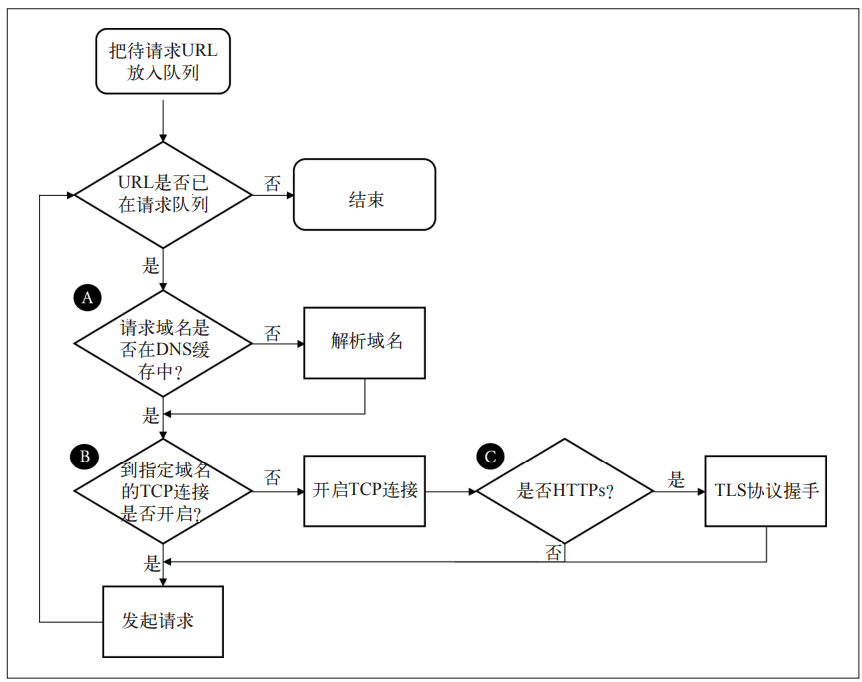 把待请求URL
放入队列
URL是否已
在请求队列
否
结束
是
A
请求域名是
否在DNS缓
存中？
否
解析域名
是
B
到指定域名
的TCP连接
是否开启？
否
开启TCP连接
C
是否HTTPs？
是
TLS协议握手
否
是
发起请求